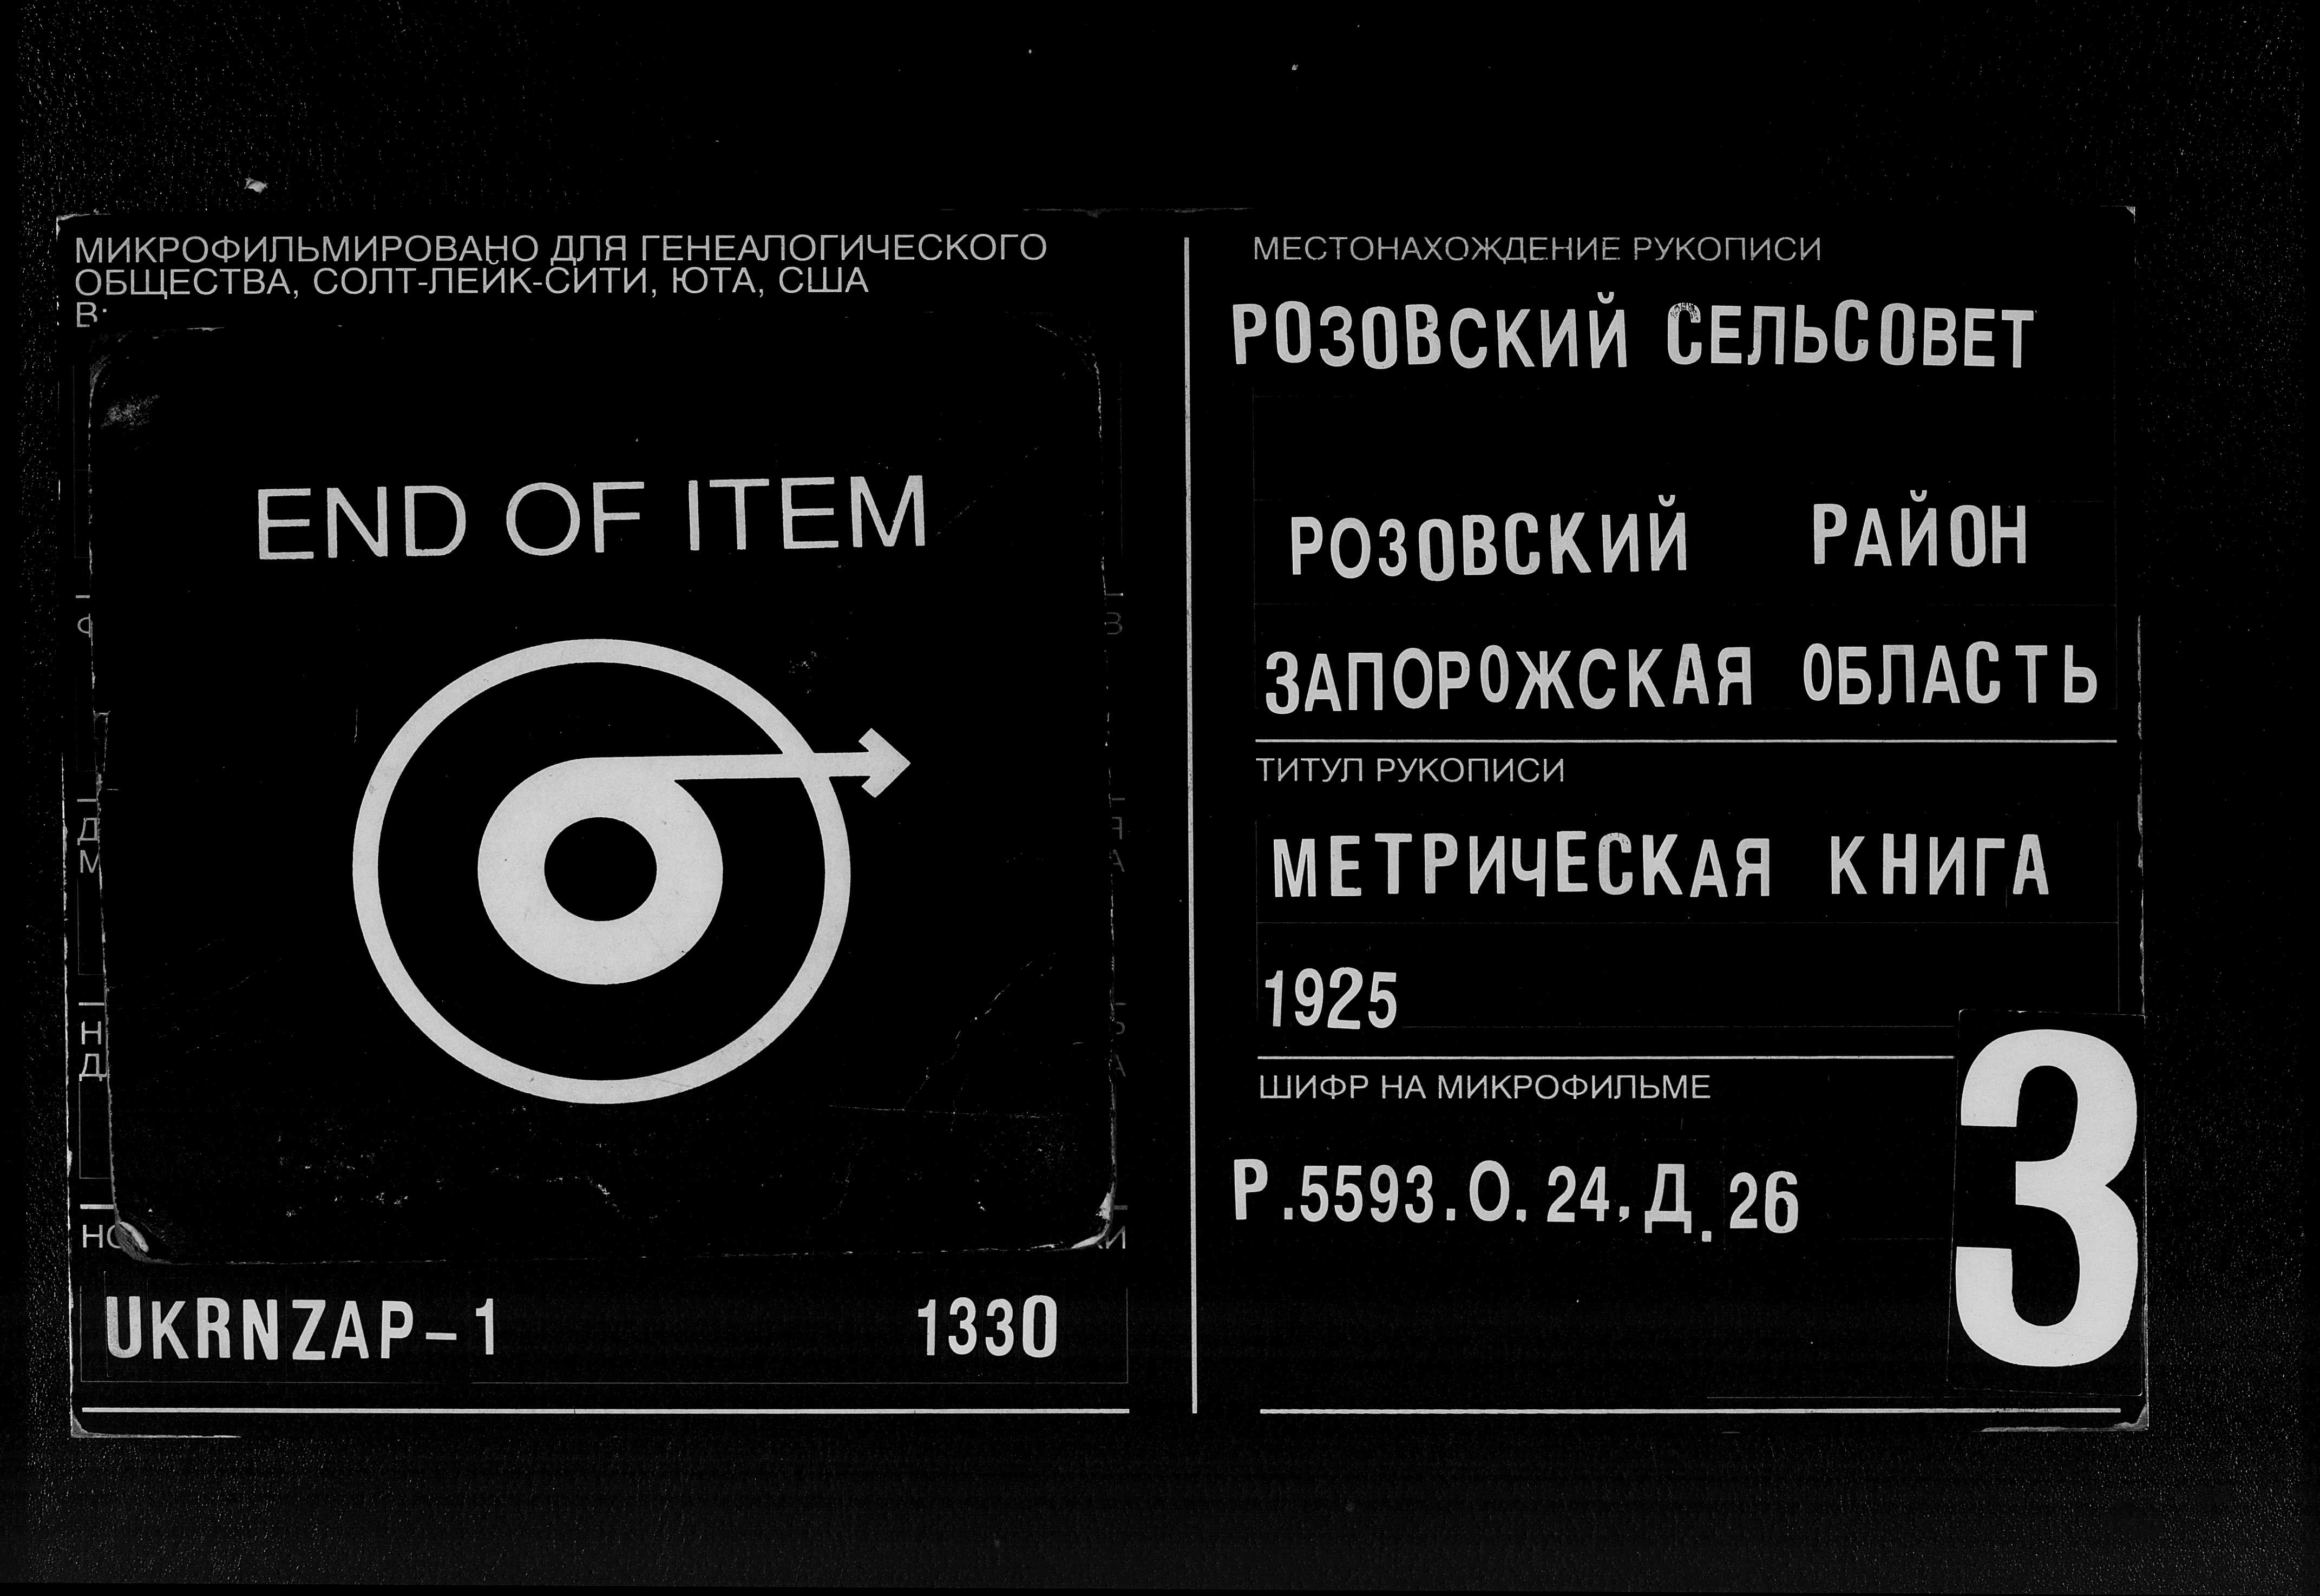 МИКРОФИЛЬМИРОВАНО ДЛЯ ГЕНЕАЛОГИЧЕСКОГО
ОБЩЕСТВА, СОЛТ-ЛЕЙК-СИТИ, ЮТА, США
В:
END OF ITEM
UKRNZAP-1 1330
МЕСТОНАХОЖДЕНИЕ РУКОПИСИ
РОЗОВСКИЙ СЕЛЬСОВЕТ
РОЗОВСКИЙ РАЙОН
ЗАПОРОЖСКАЯ ОБЛАСТЬ
ТИТУЛ РУКОПИСИ
МЕТРИЧЕСКАЯ КНИГА
1925
ШИФР НА МИКРОФИЛЬМЕ
Р.5593.О.24.Д.26
3